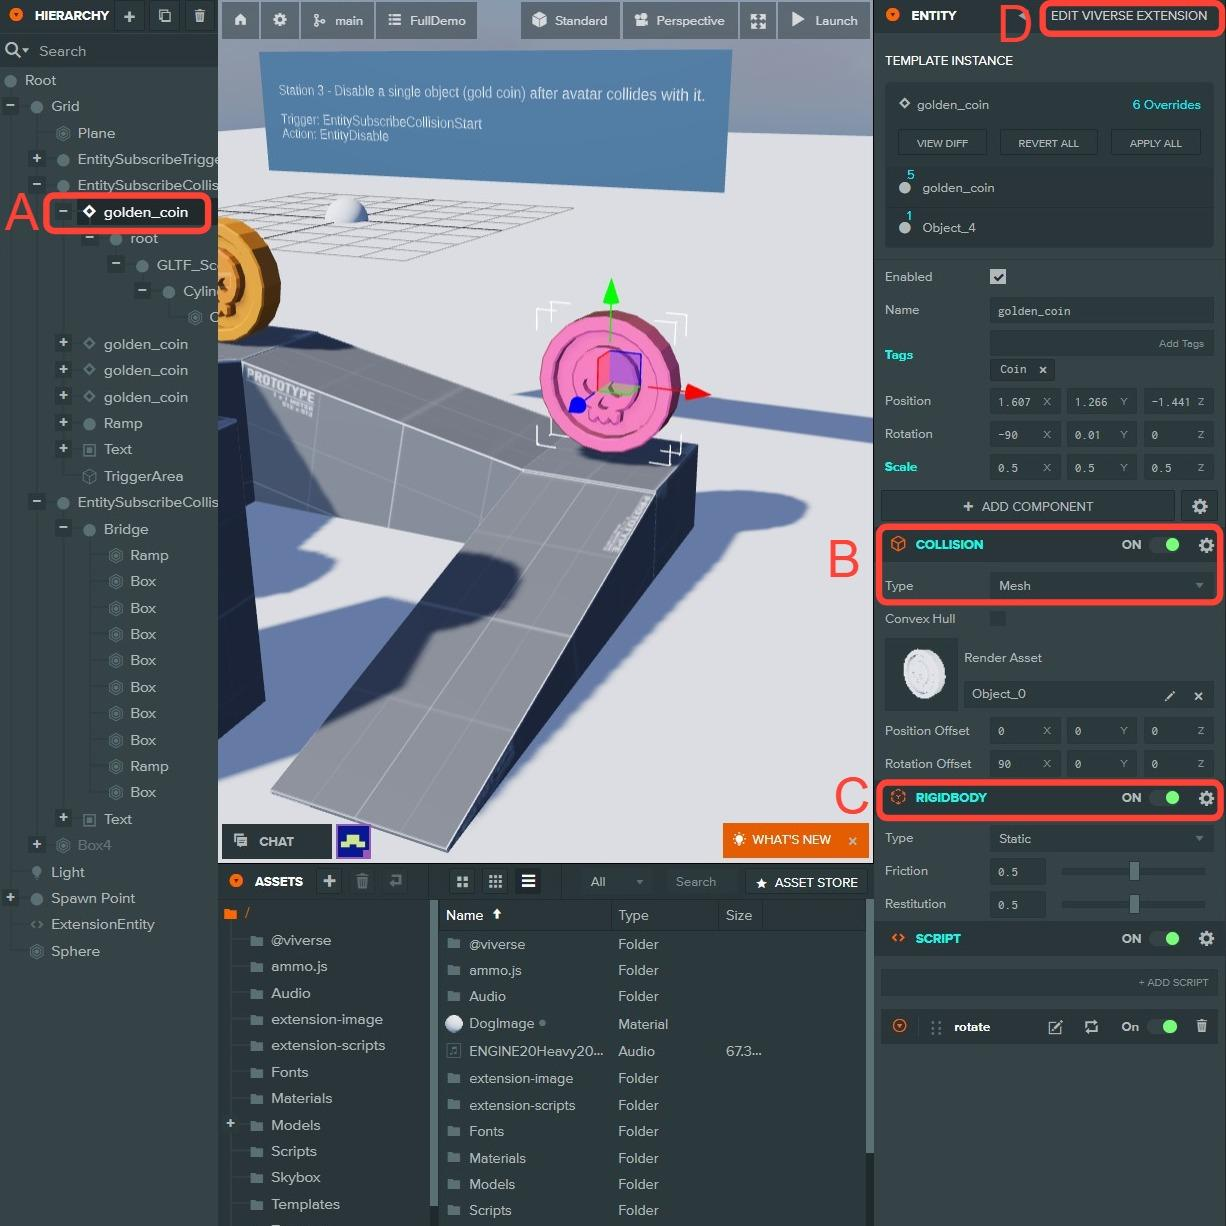 HIERARCHY
Search
Root
Grid
Plane
EntitySubscribeTrigge
EntitySubscribeCollis
A
golden_coin
root
GLTF_Sc
Cylin
golden_coin
golden_coin
golden_coin
Ramp
Text
TriggerArea
EntitySubscribeCollis
Bridge
Ramp
Box
Box
Box
Box
Box
Box
Box
Ramp
Box
Text
Box4
Light
Spawn Point
ExtensionEntity
Sphere
main
FullDemo
Standard
Perspective
Launch
Station 3 - Disable a single object (gold coin) after avatar collides with it.
Trigger: EntitySubscribeCollisionStart
Action: EntityDisable
PROTOTYPE
CHAT
WHAT'S NEW ×
ASSETS
All
Search
ASSET STORE
/
@viverse
ammo.js
Audio
extension-image
extension-scripts
Fonts
Materials
Models
Scripts
Skybox
Templates
Name Type Size
@viverse Folder
ammo.js Folder
Audio Folder
DogImage Material
ENGINE20Heavy20... Audio 67.3...
extension-image Folder
extension-scripts Folder
Fonts Folder
Materials Folder
Models Folder
Scripts Folder
ENTITY
D
EDIT VIVERSE EXTENSION
TEMPLATE INSTANCE
golden_coin 6 Overrides
VIEW DIFF REVERT ALL APPLY ALL
5
golden_coin
1
Object_4
Enabled
Name golden_coin
Tags Add Tags
Coin ×
Position 1.607 X 1.266 Y -1.441 Z
Rotation -90 X 0.01 Y 0 Z
Scale 0.5 X 0.5 Y 0.5 Z
+ ADD COMPONENT
B
COLLISION ON
Type Mesh
Convex Hull
Render Asset
Object_0
Position Offset 0 X 0 Y 0 Z
Rotation Offset 90 X 0 Y 0 Z
C
RIGIDBODY ON
Type Static
Friction 0.5
Restitution 0.5
SCRIPT ON
+ ADD SCRIPT
rotate On